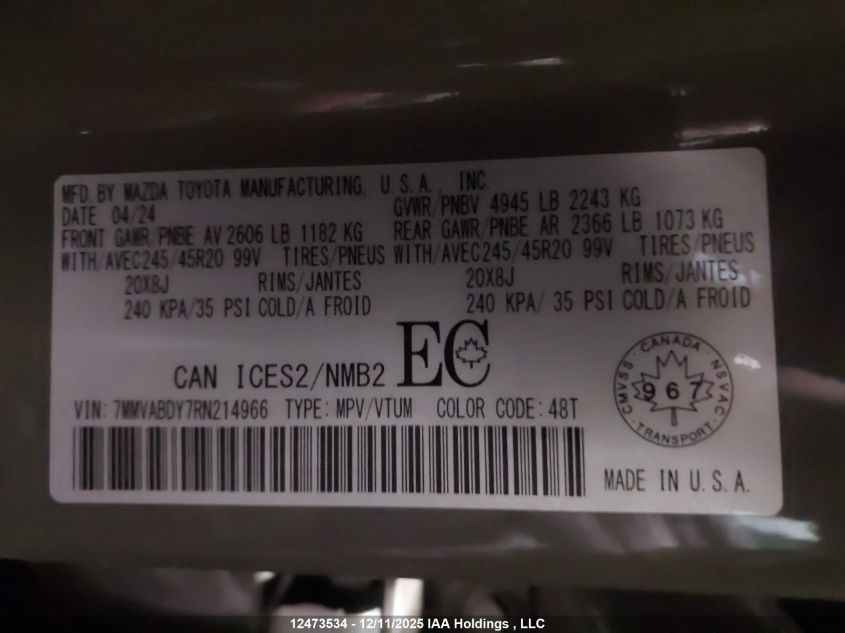 MFD. BY MAZDA TOYOTA MANUFACTURING, U.S.A., INC.
DATE 04/24 GVWR/PNBV 4945 LB 2243 KG
FRONT GAWR/PNBE AV 2606 LB 1182 KG REAR GAWR/PNBE AR 2366 LB 1073 KG
WITH/AVEC245/45R20 99V TIRES/PNEUS WITH/AVEC245/45R20 99V TIRES/PNEUS
20X8J RIMS/JANTES 20X8J RIMS/JANTES
240 KPA/35 PSI COLD/A FROID 240 KPA/ 35 PSI COLD/A FROID
CAN ICES2/NMB2 EC
CANADA
CMVSS 967 NSVAC
TRANSPORT
VIN: 7MMVABDY7RN214966 TYPE: MPV/VTUM COLOR CODE: 48T
MADE IN U.S.A.
12473534 - 12/11/2025 IAA Holdings , LLC